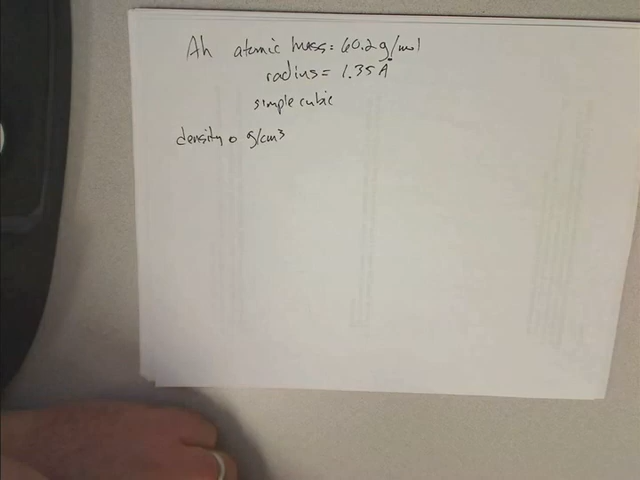 Ah atomic mass = 60.2 g/mol
radius = 1.35 Å
simple cubic
density g/cm³